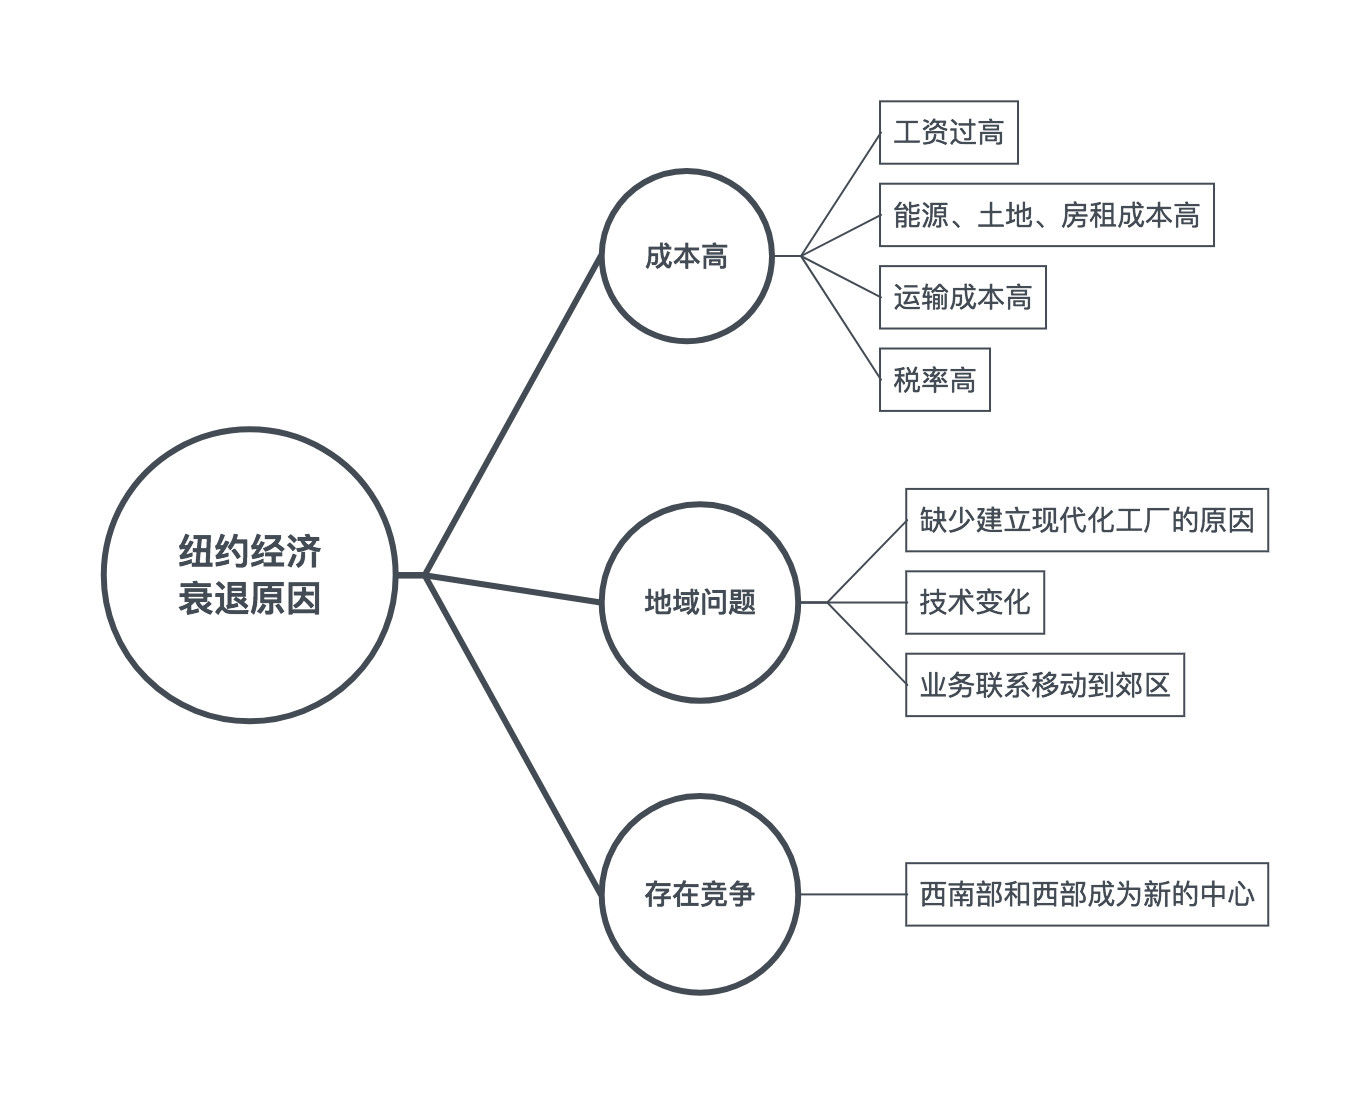 纽约经济
衰退原因
成本高
工资过高
能源、土地、房租成本高
运输成本高
税率高
地域问题
缺少建立现代化工厂的原因
技术变化
业务联系移动到郊区
存在竞争
西南部和西部成为新的中心